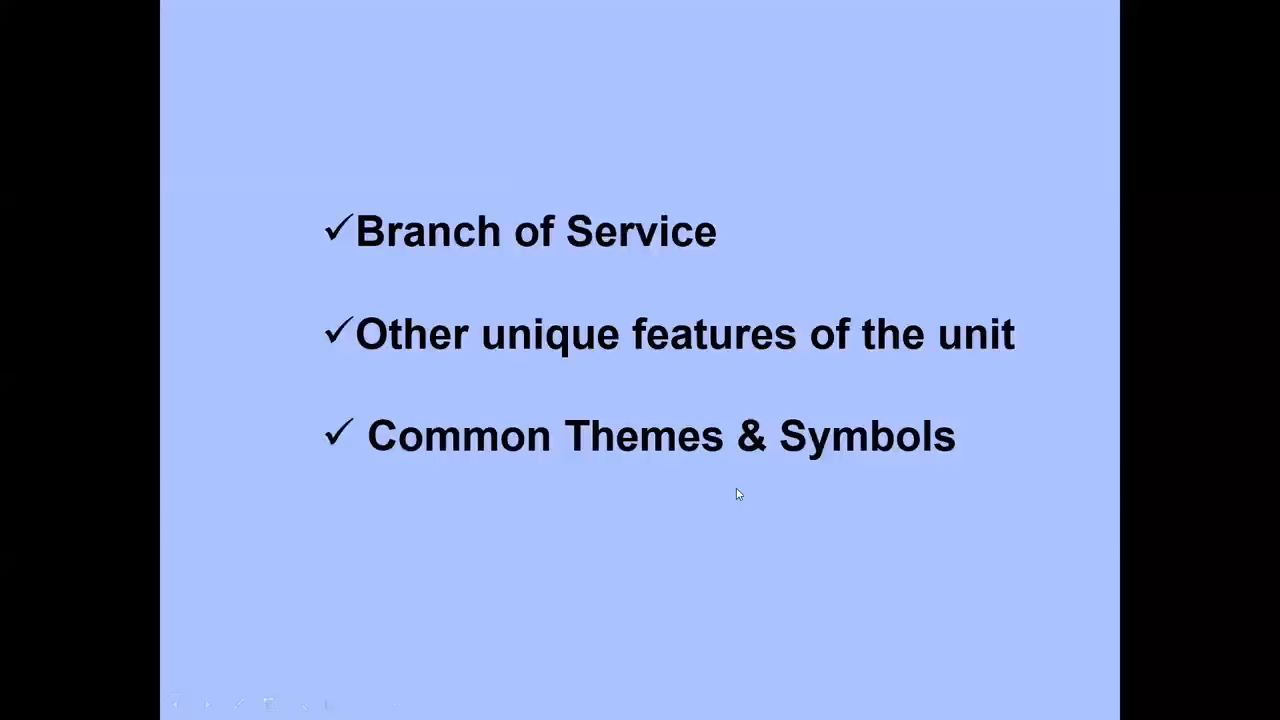 ✓Branch of Service
✓Other unique features of the unit
✓ Common Themes & Symbols